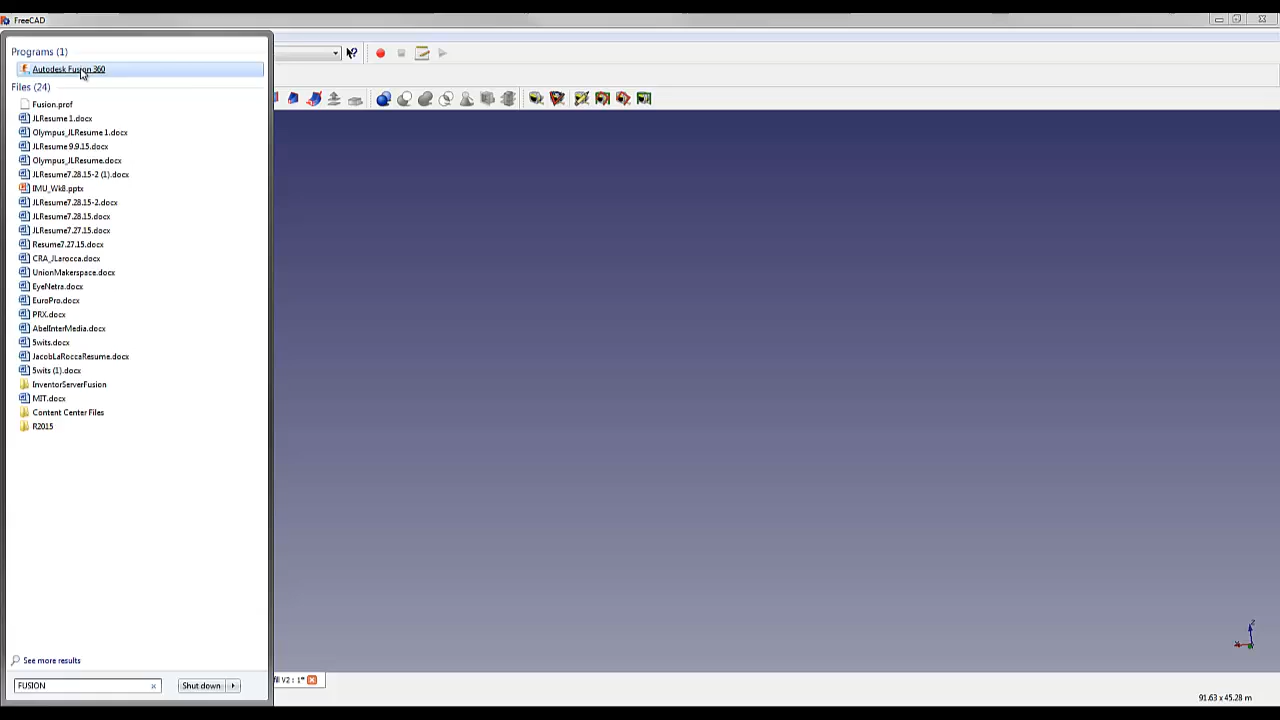 FreeCAD
Programs (1)
Autodesk Fusion 360
Files (24)
Fusion.prof
JLResume 1.docx
Olympus_JLResume 1.docx
JLResume 9.9.15.docx
Olympus_JLResume.docx
JLResume7.28.15-2 (1).docx
IMU_Wk8.pptx
JLResume7.28.15-2.docx
JLResume7.28.15.docx
JLResume7.27.15.docx
Resume7.27.15.docx
CRA_JLarocca.docx
UnionMakerspace.docx
EyeNetra.docx
EuroPro.docx
PRX.docx
AbelInterMedia.docx
5wits.docx
JacobLaRoccaResume.docx
5wits (1).docx
InventorServerFusion
MIT.docx
Content Center Files
R2015
See more results
FUSION
Shut down
ill V2 : 1*
91.63 x 45.28 m